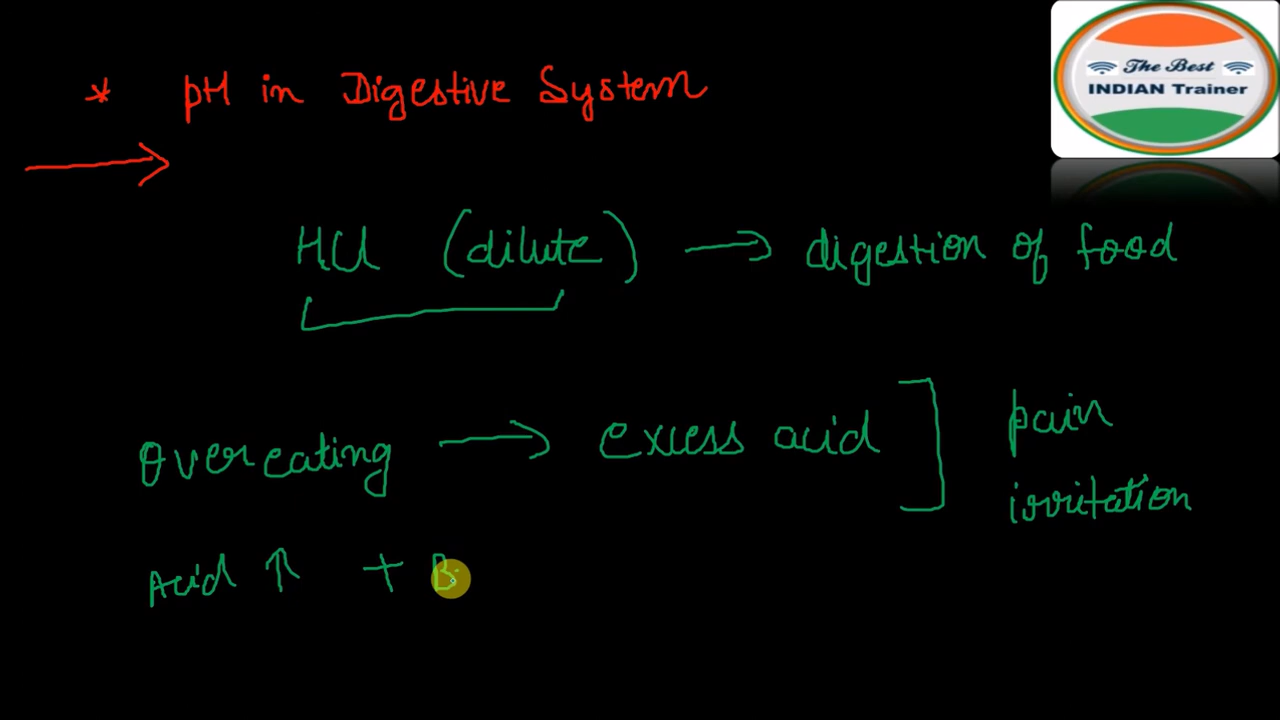 * pH in Digestive System
The Best
INDIAN Trainer
HCl (dilute) → digestion of food
Overeating → excess acid ] pain
irritation
Acid ↑ + B